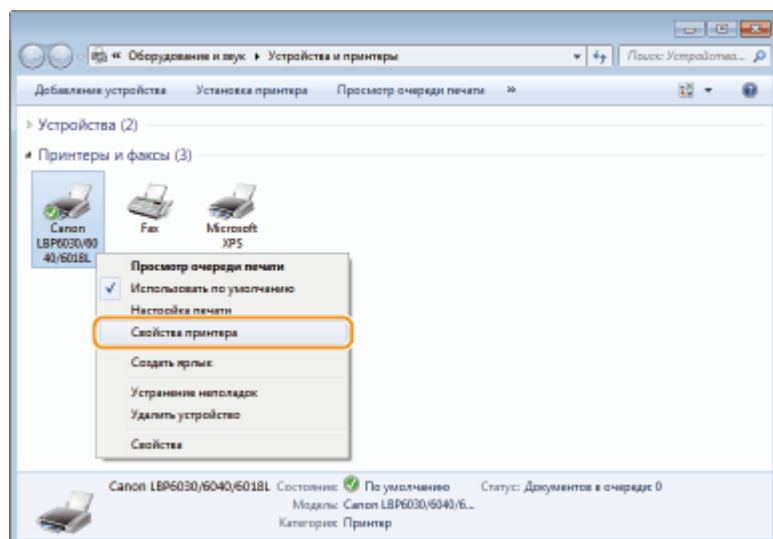 « Оборудование и звук ▸ Устройства и принтеры
Поиск: Устройства...
Добавление устройства Установка принтера Просмотр очереди печати »
Устройства (2)
Принтеры и факсы (3)
Canon LBP6030/60 40/6018L
Fax
Microsoft XPS
Просмотр очереди печати
Использовать по умолчанию
Настройка печати
Свойства принтера
Создать ярлык
Устранение неполадок
Удалить устройство
Свойства
Canon LBP6030/6040/6018L Состояние: По умолчанию Статус: Документов в очереди: 0
Модель: Canon LBP6030/6040/6...
Категория: Принтер